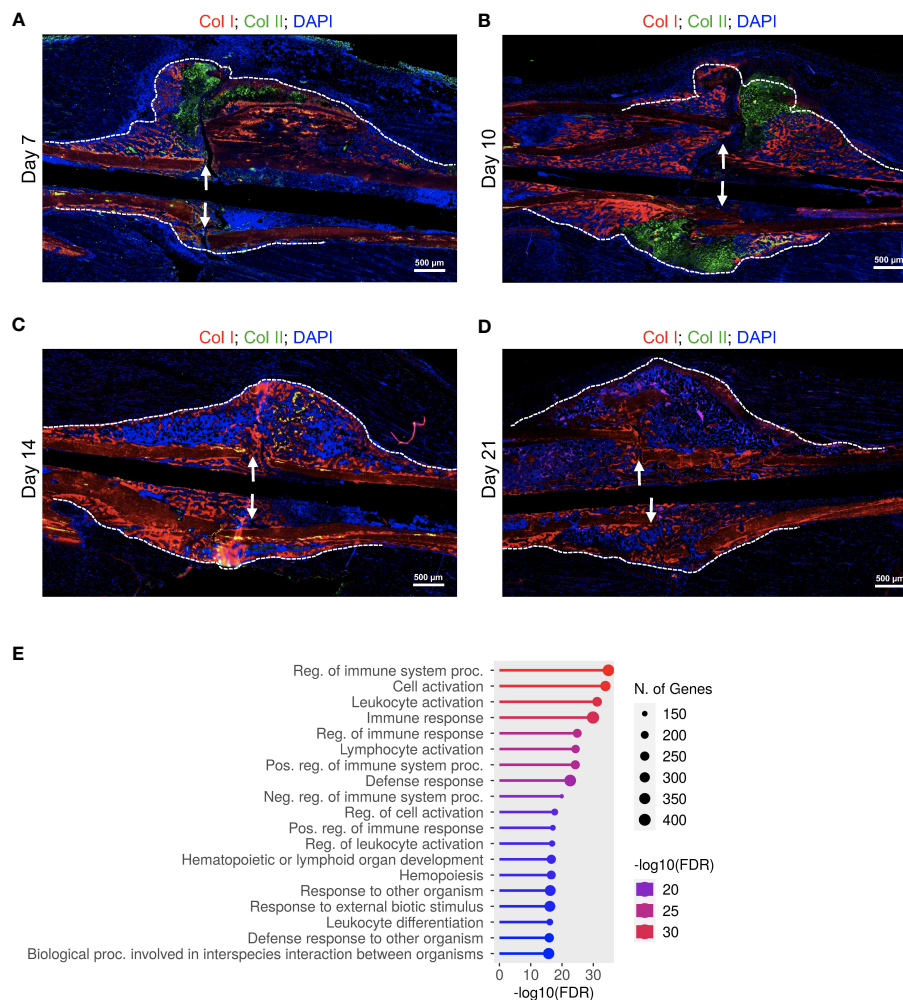 A
Col I; Col II; DAPI
Day 7
500 µm
B
Col I; Col II; DAPI
Day 10
500 µm
C
Col I; Col II; DAPI
Day 14
500 µm
D
Col I; Col II; DAPI
Day 21
500 µm
E
Reg. of immune system proc.
Cell activation
Leukocyte activation
Immune response
Reg. of immune response
Lymphocyte activation
Pos. reg. of immune system proc.
Defense response
Neg. reg. of immune system proc.
Reg. of cell activation
Pos. reg. of immune response
Reg. of leukocyte activation
Hematopoietic or lymphoid organ development
Hemopoiesis
Response to other organism
Response to external biotic stimulus
Leukocyte differentiation
Defense response to other organism
Biological proc. involved in interspecies interaction between organisms
0 10 20 30
-log10(FDR)
N. of Genes
150
200
250
300
350
400
-log10(FDR)
20
25
30